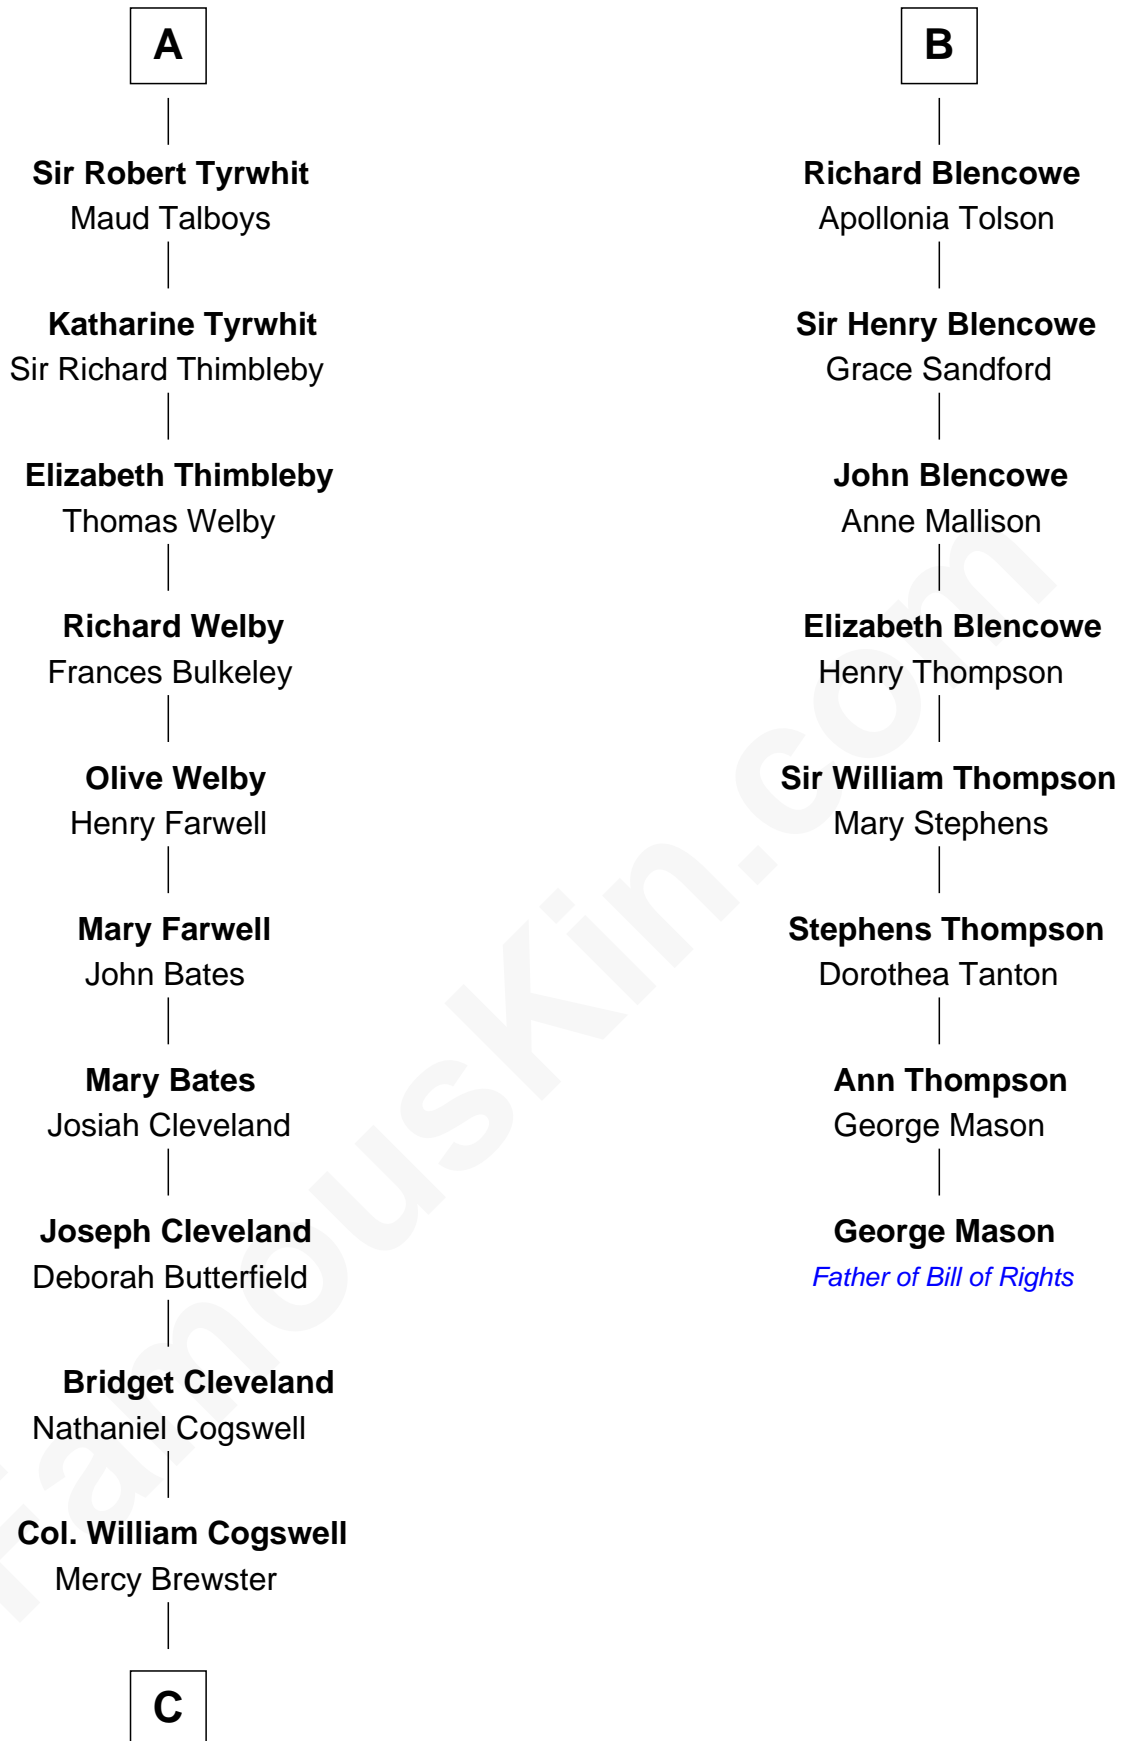 A
Sir Robert Tyrwhit
Maud Talboys
Katharine Tyrwhit
Sir Richard Thimbleby
Elizabeth Thimbleby
Thomas Welby
Richard Welby
Frances Bulkeley
Olive Welby
Henry Farwell
Mary Farwell
John Bates
Mary Bates
Josiah Cleveland
Joseph Cleveland
Deborah Butterfield
Bridget Cleveland
Nathaniel Cogswell
Col. William Cogswell
Mercy Brewster
C
B
Richard Blencowe
Apollonia Tolson
Sir Henry Blencowe
Grace Sandford
John Blencowe
Anne Mallison
Elizabeth Blencowe
Henry Thompson
Sir William Thompson
Mary Stephens
Stephens Thompson
Dorothea Tanton
Ann Thompson
George Mason
George Mason
Father of Bill of Rights
FamousKin.com